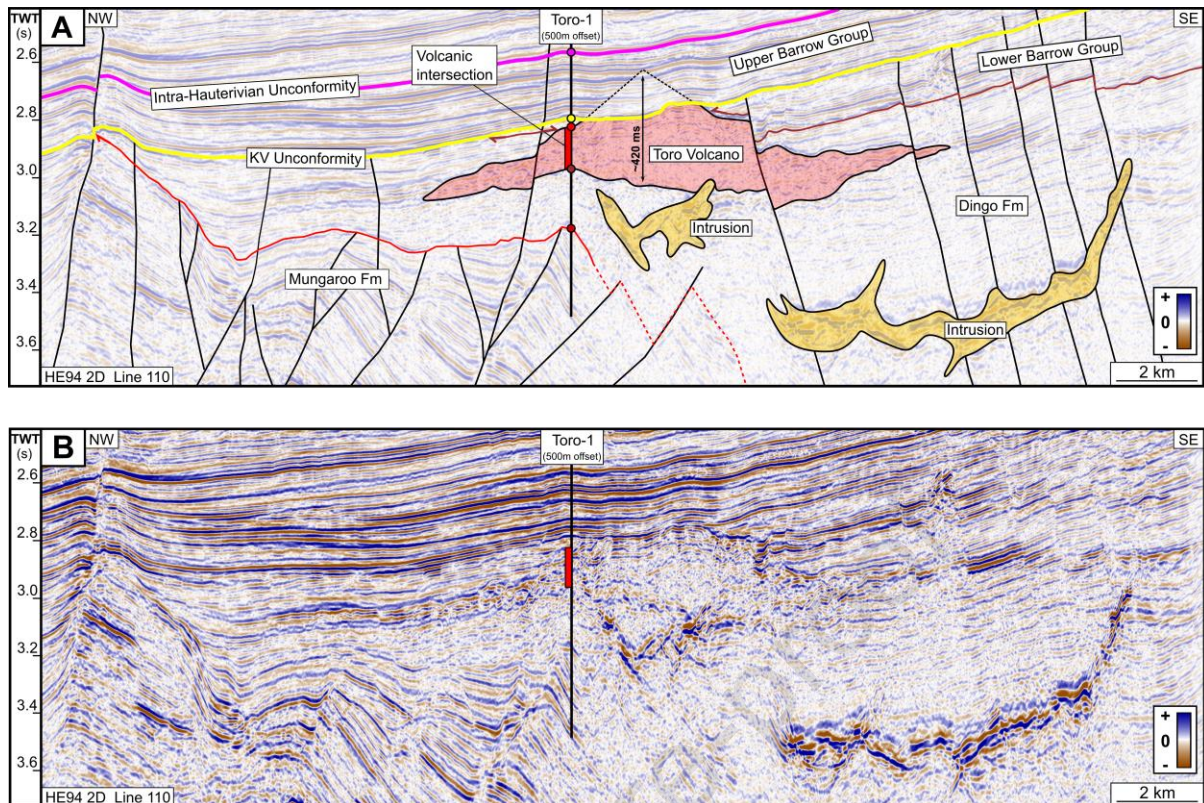 TWT
(s)
A
NW
Toro-1
(500m offset)
SE
2.6
2.8
3.0
3.2
3.4
3.6
Volcanic
intersection
Upper Barrow Group
Lower Barrow Group
Intra-Hauterivian Unconformity
KV Unconformity
~420 ms
Toro Volcano
Dingo Fm
Intrusion
Mungaroo Fm
Intrusion
+
0
-
2 km
HE94 2D Line 110
TWT
(s)
B
NW
Toro-1
(500m offset)
SE
2.6
2.8
3.0
3.2
3.4
3.6
+
0
-
2 km
HE94 2D Line 110